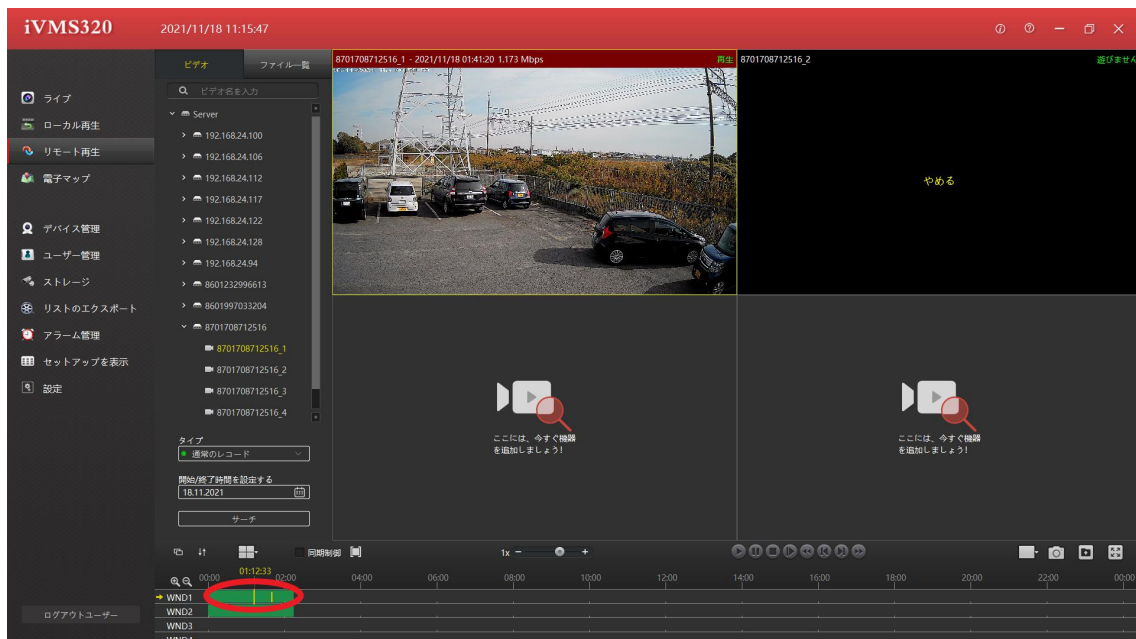 iVMS320
2021/11/18 11:15:47
ライブ
ローカル再生
リモート再生
電子マップ
デバイス管理
ユーザー管理
ストレージ
リストのエクスポート
アラーム管理
セットアップを表示
設定
ログアウトユーザー
ビデオ
ファイル一覧
ビデオ名を入力
Server
192.168.24.100
192.168.24.106
192.168.24.112
192.168.24.117
192.168.24.122
192.168.24.128
192.168.24.94
8601232996613
8601997033204
8701708712516
8701708712516_1
8701708712516_2
8701708712516_3
8701708712516_4
タイプ
通常のレコード
開始/終了時間を設定する
18.11.2021
サーチ
8701708712516_1 - 2021/11/18 01:41:20 1.173 Mbps
再生
8701708712516_2
遊びません
やめる
ここには、今すぐ機器
を追加しましょう!
ここには、今すぐ機器
を追加しましょう!
同期制御
1x
01:12:33
00:00 02:00 04:00 06:00 08:00 10:00 12:00 14:00 16:00 18:00 20:00 22:00 00:00
WND1
WND2
WND3